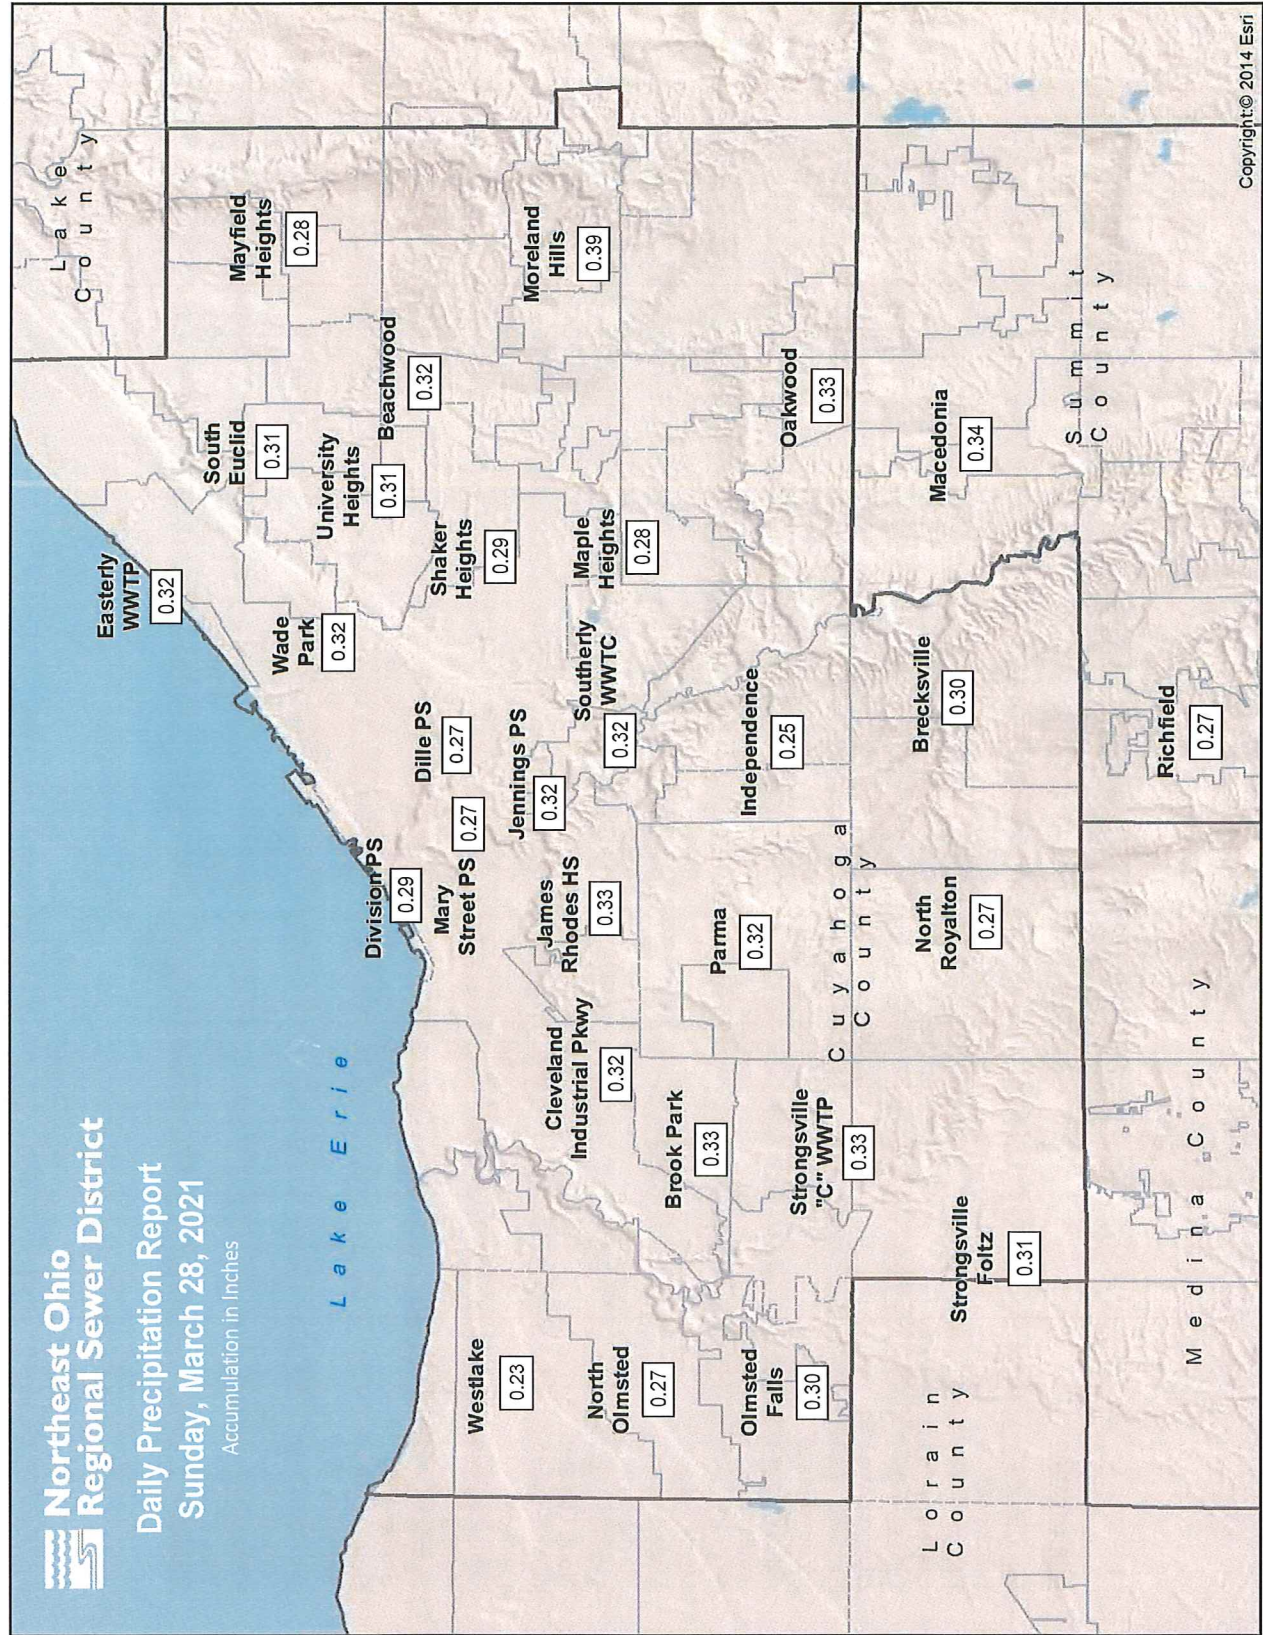 Northeast Ohio
Regional Sewer District
Daily Precipitation Report
Sunday, March 28, 2021
Accumulation in Inches
Lake Erie
Lake
County
Easterly
WWTP
0.32
South
Euclid
0.31
Mayfield
Heights
0.28
Wade
Park
0.32
University
Heights
0.31
Beachwood
0.32
Division PS
0.29
Dille PS
0.27
Shaker
Heights
0.29
Mary
Street PS
0.27
Westlake
0.23
Jennings PS
0.32
Moreland
Hills
0.39
Cleveland
Industrial Pkwy
0.32
James
Rhodes HS
0.33
Southerly
WWTC
0.32
Maple
Heights
0.28
North
Olmsted
0.27
Brook Park
0.33
Parma
0.32
Independence
0.25
Oakwood
0.33
Olmsted
Falls
0.30
Strongsville
"C" WWTP
0.33
Cuyahoga
County
Lorain
County
Strongsville
Foltz
0.31
North
Royalton
0.27
Brecksville
0.30
Macedonia
0.34
Summit
County
Medina County
Richfield
0.27
Copyright:© 2014 Esri